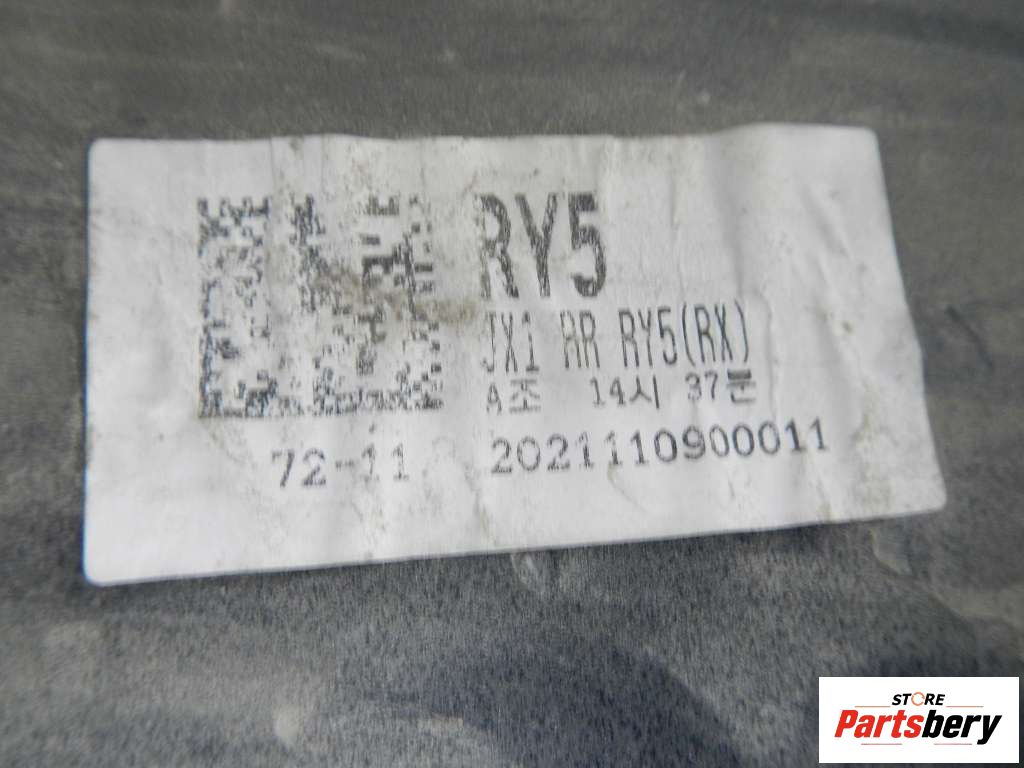 RY5
JX1 RR RY5(RX)
A조 14시 37분
72-11 2021110900011
STORE
Partsbery